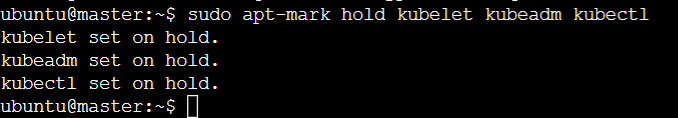 ubuntu@master:~$ sudo apt-mark hold kubelet kubeadm kubectl
kubelet set on hold.
kubeadm set on hold.
kubectl set on hold.
ubuntu@master:~$